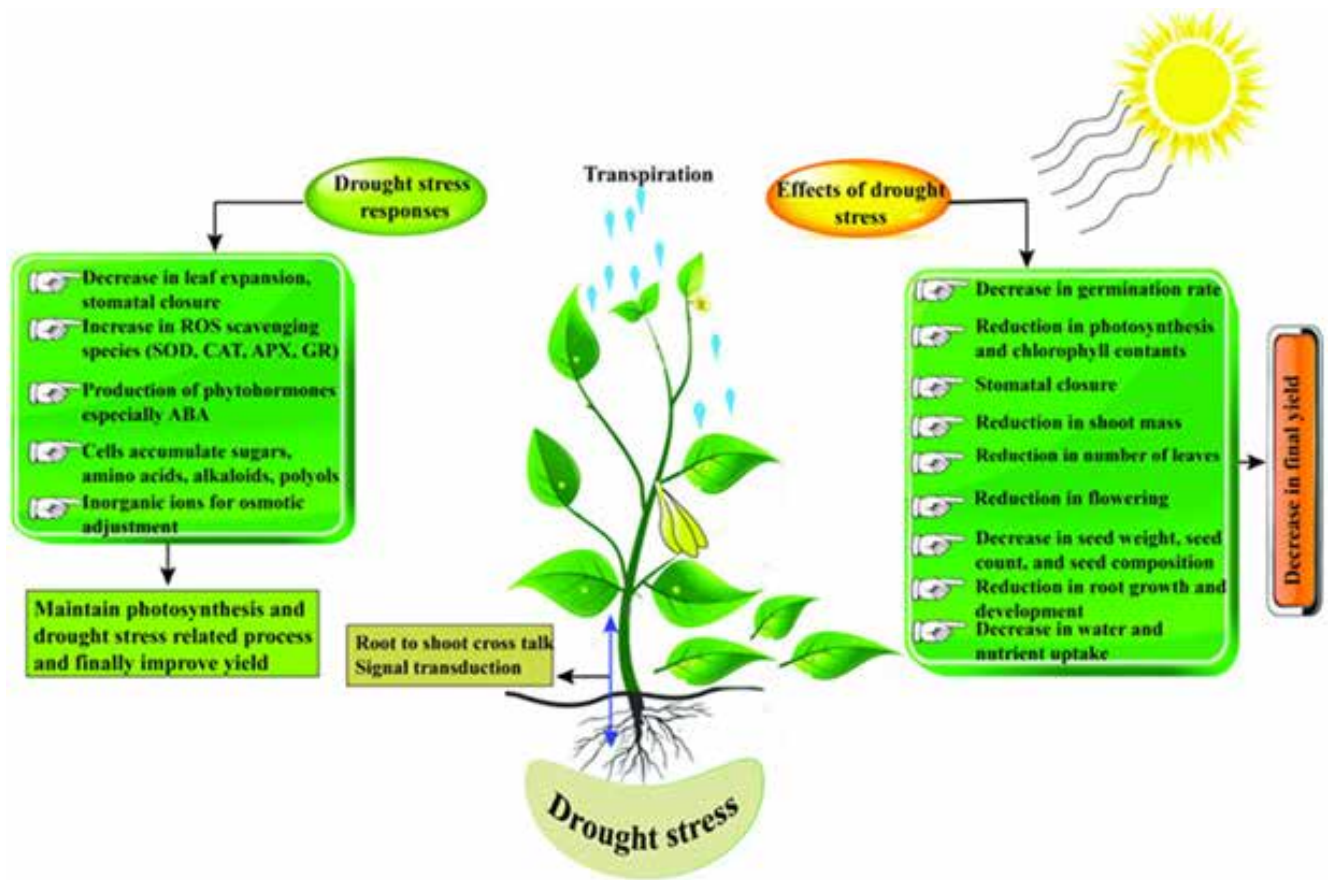 Drought stress
responses
Decrease in leaf expansion,
stomatal closure
Increase in ROS scavenging
species (SOD, CAT, APX, GR)
Production of phytohormones
especially ABA
Cells accumulate sugars,
amino acids, alkaloids, polyols
Inorganic ions for osmotic
adjustment
Maintain photosynthesis and
drought stress related process
and finally improve yield
Transpiration
Root to shoot cross talk
Signal transduction
Drought stress
Effects of drought
stress
Decrease in germination rate
Reduction in photosynthesis
and chlorophyll contants
Stomatal closure
Reduction in shoot mass
Reduction in number of leaves
Reduction in flowering
Decrease in seed weight, seed
count, and seed composition
Reduction in root growth and
development
Decrease in water and
nutrient uptake
Decrease in final yield